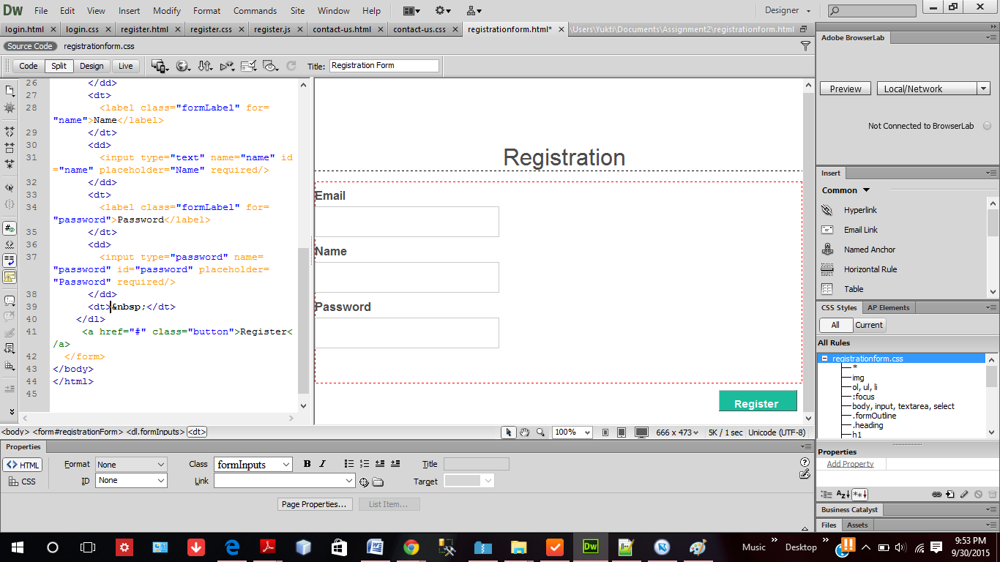 Dw File Edit View Insert Modify Format Commands Site Window Help Designer
login.html login.css register.html register.css register.js contact-us.html contact-us.css registrationform.html* \Users\Yukti\Documents\Assignment2\registrationform.html
Source Code registrationform.css
Code Split Design Live Title: Registration Form
26 </dd>
27 <dt>
28 <label class="formLabel" for=
"name">Name</label>
29 </dt>
30 <dd>
31 <input type="text" name="name" id
="name" placeholder="Name" required/>
32 </dd>
33 <dt>
34 <label class="formLabel" for=
"password">Password</label>
35 </dt>
36 <dd>
37 <input type="password" name=
"password" id="password" placeholder=
"Password" required/>
38 </dd>
39 <dt>&nbsp;</dt>
40 </dl>
41 <a href="#" class="button">Register<
/a>
42 </form>
43 </body>
44 </html>
45
Registration
Email
Name
Password
Register
<body> <form#registrationForm> <dl.formInputs> <dt> 100% 666 x 473 5K / 1 sec Unicode (UTF-8)
Properties
<> HTML Format None Class formInputs B I Title
CSS ID None Link Target
Page Properties... List Item...
Adobe BrowserLab
Preview Local/Network
Not Connected to BrowserLab
Insert
Common
Hyperlink
Email Link
Named Anchor
Horizontal Rule
Table
CSS Styles AP Elements
All Current
All Rules
registrationform.css
*
img
ol, ul, li
:focus
body, input, textarea, select
.formOutline
.heading
h1
Properties
Add Property
Business Catalyst
Files Assets
Dw Music Desktop 9:53 PM
9/30/2015